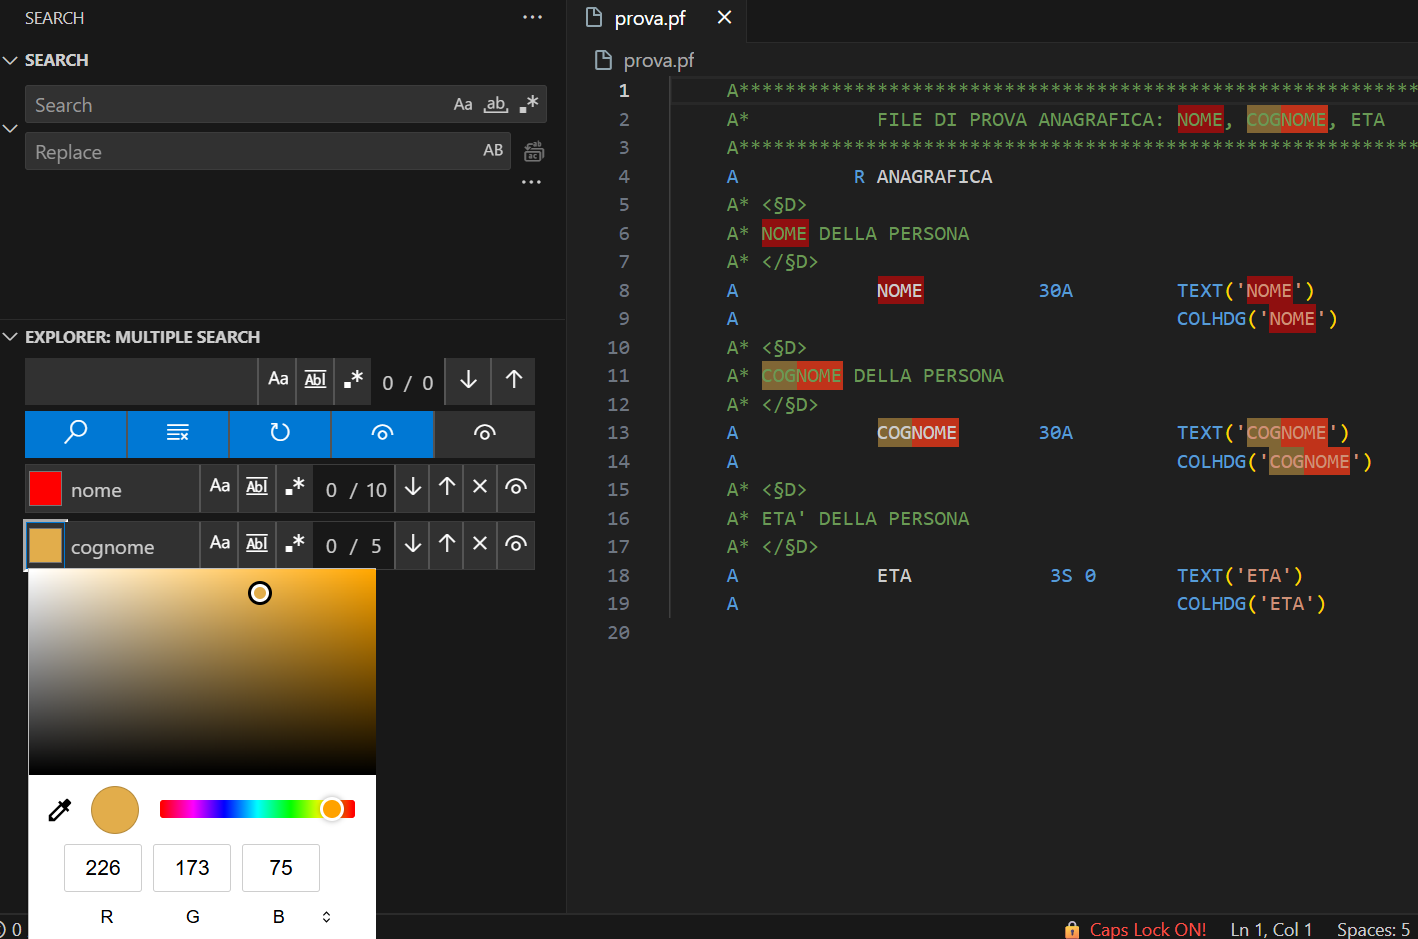 SEARCH
SEARCH
Search Aa ab *
Replace AB
EXPLORER: MULTIPLE SEARCH
Aa Abl .* 0 / 0
nome Aa Abl .* 0 / 10
cognome Aa Abl .* 0 / 5
226 173 75
R G B
0
prova.pf
prova.pf
1 A***********************************************************
2 A* FILE DI PROVA ANAGRAFICA: NOME, COGNOME, ETA
3 A***********************************************************
4 A R ANAGRAFICA
5 A* <§D>
6 A* NOME DELLA PERSONA
7 A* </§D>
8 A NOME 30A TEXT('NOME')
9 A COLHDG('NOME')
10 A* <§D>
11 A* COGNOME DELLA PERSONA
12 A* </§D>
13 A COGNOME 30A TEXT('COGNOME')
14 A COLHDG('COGNOME')
15 A* <§D>
16 A* ETA' DELLA PERSONA
17 A* </§D>
18 A ETA 3S 0 TEXT('ETA')
19 A COLHDG('ETA')
20
Caps Lock ON! Ln 1, Col 1 Spaces: 5